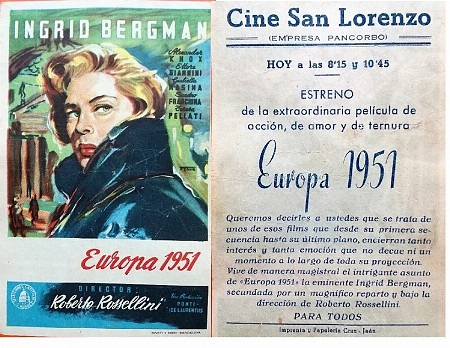 INGRID BERGMAN
Alexander
KNOX
Ettore
GIANNINI
Giulietta
MASINA
Teresa
PELLATI
Europa 1951
DIRECTOR:
Roberto Rossellini
PONTI-
DE LAURENTIIS
Cine San Lorenzo
(EMPRESA PANCORBO)
HOY a las 8'15 y 10'45
ESTRENO
de la extraordinaria película de
acción, de amor y de ternura
Europa 1951
Queremos decirles a ustedes que se trata de
unos de esos films que desde su primera se-
cuencia hasta su último plano, encierran tanto
interés y tanta emoción que no decae ni un
momento a lo largo de toda su proyección.
Vive de manera magistral el intrigante asunto
de «Europa 1951» la eminente Ingrid Bergman,
secundada por un magnífico reparto y bajo la
dirección de Roberto Rossellini.
PARA TODOS
Imprenta y Papelería Cruz - Jaén